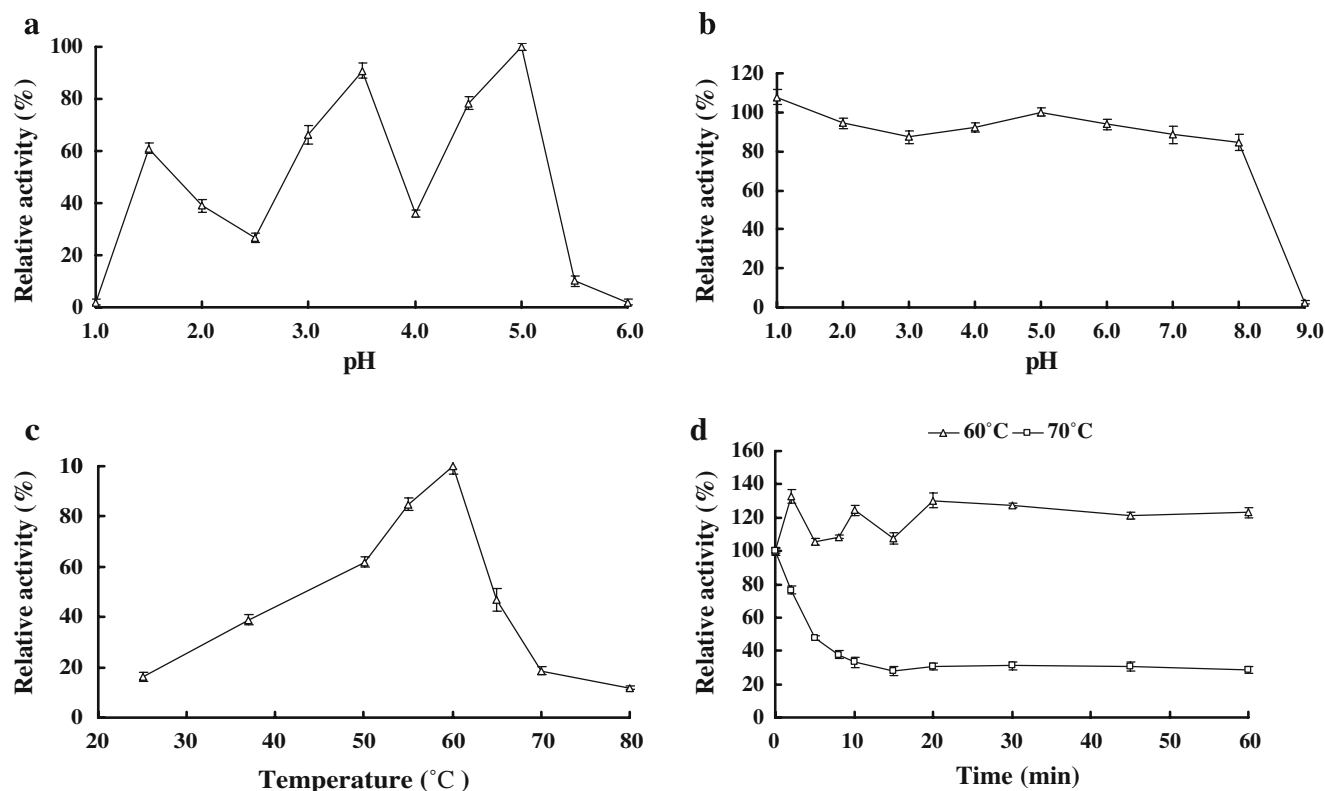 a
Relative activity (%)
100
80
60
40
20
0
1.0 2.0 3.0 4.0 5.0 6.0
pH
b
Relative activity (%)
120
100
80
60
40
20
0
1.0 2.0 3.0 4.0 5.0 6.0 7.0 8.0 9.0
pH
c
Relative activity (%)
10
80
60
40
20
0
20 30 40 50 60 70 80
Temperature (°C )
d
60°C 70°C
Relative activity (%)
160
140
120
100
80
60
40
20
0
0 10 20 30 40 50 60
Time (min)